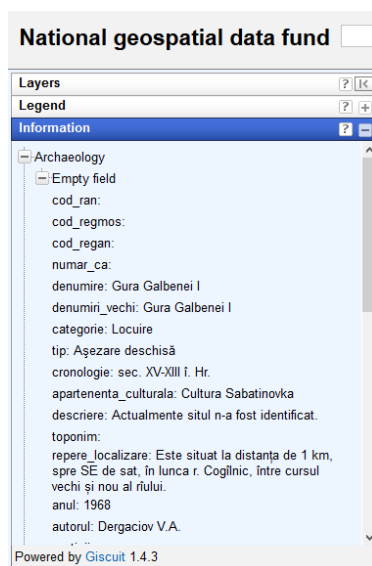 National geospatial data fund
Layers
Legend
Information
Archaeology
Empty field
cod_ran:
cod_regmos:
cod_regan:
numar_ca:
denumire: Gura Galbenei I
denumiri_vechi: Gura Galbenei I
categorie: Locuire
tip: Așezare deschisă
cronologie: sec. XV-XIII î. Hr.
apartenenta_culturala: Cultura Sabatinovka
descriere: Actualmente situl n-a fost identificat.
toponim:
repere_localizare: Este situat la distanța de 1 km,
spre SE de sat, în lunca r. Cogîlnic, între cursul
vechi și nou al rîului.
anul: 1968
autorul: Dergaciov V.A.
Powered by Giscuit 1.4.3